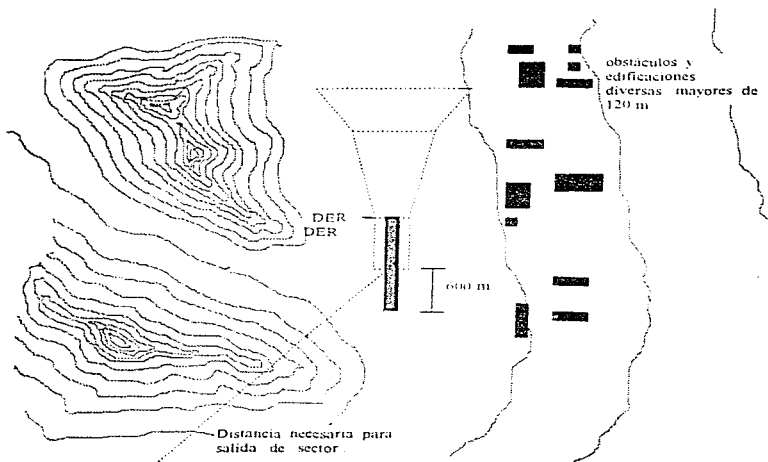 obstáculos y
edificaciones
diversas mayores de
120 m
DER
DER
600 m
Distancia necesaria para
salida de sector.